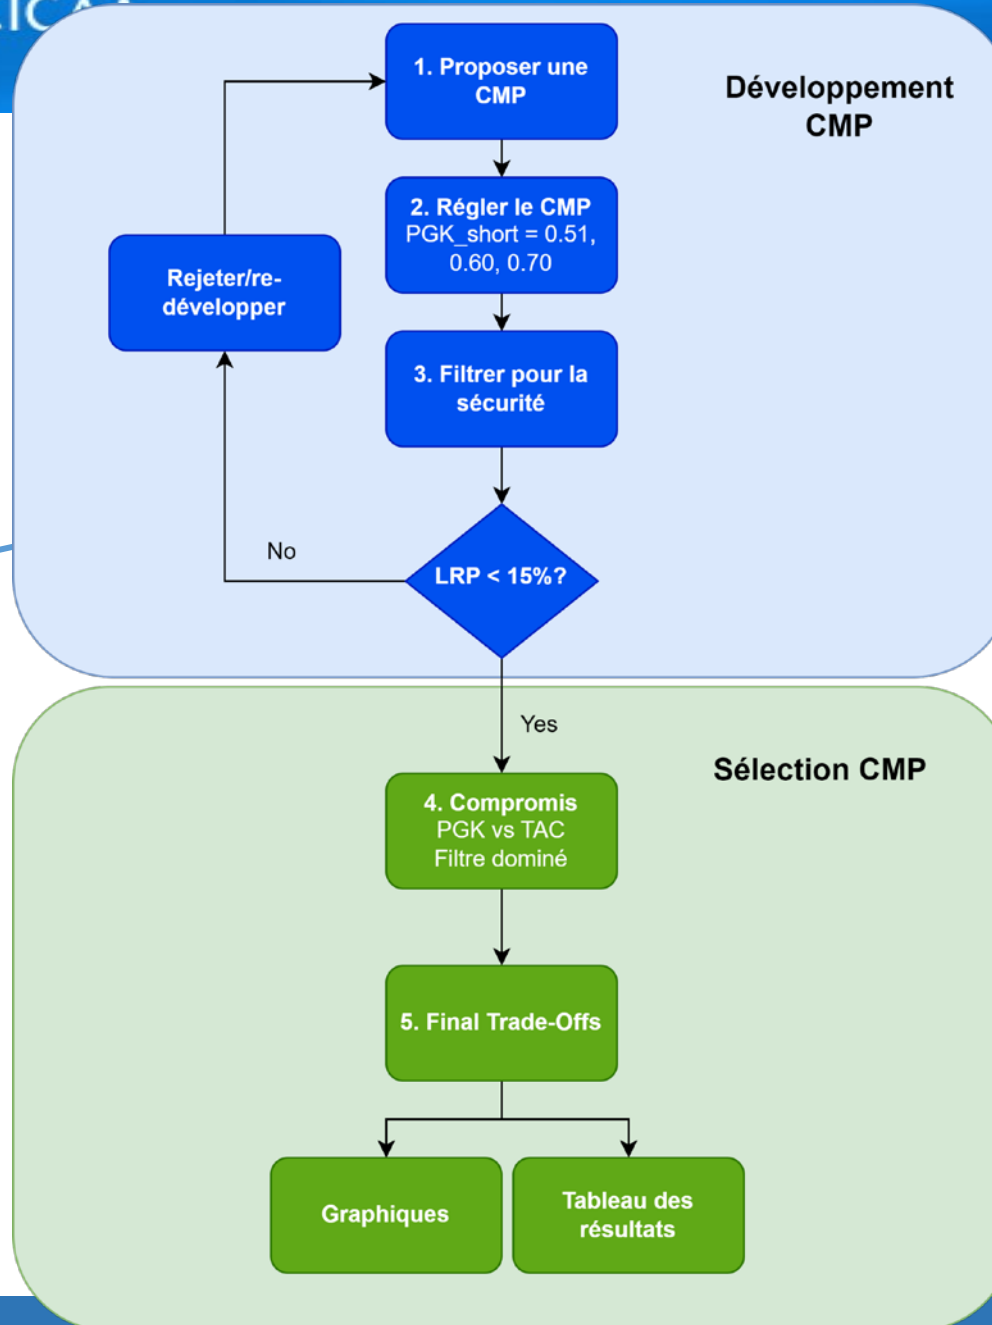 1. Proposer une
CMP
Développement
CMP
2. Régler le CMP
PGK_short = 0.51,
0.60, 0.70
Rejeter/re-
développer
3. Filtrer pour la
sécurité
No
LRP < 15%?
Yes
Sélection CMP
4. Compromis
PGK vs TAC
Filtre dominé
5. Final Trade-Offs
Graphiques
Tableau des
résultats